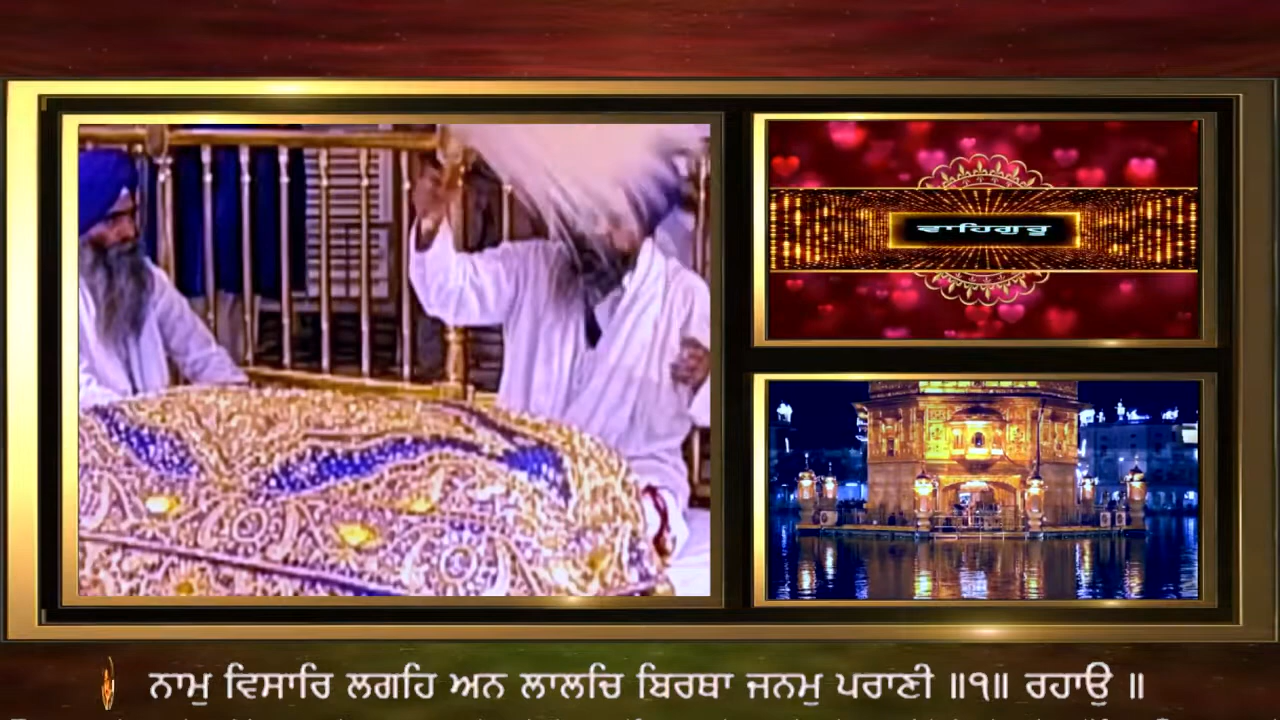 ਵਾਹਿਗੁਰੂ
ਨਾਮੁ ਵਿਸਾਰਿ ਲਗਹਿ ਅਨ ਲਾਲਚਿ ਬਿਰਥਾ ਜਨਮੁ ਪਰਾਣੀ ॥੧॥ ਰਹਾਉ ॥